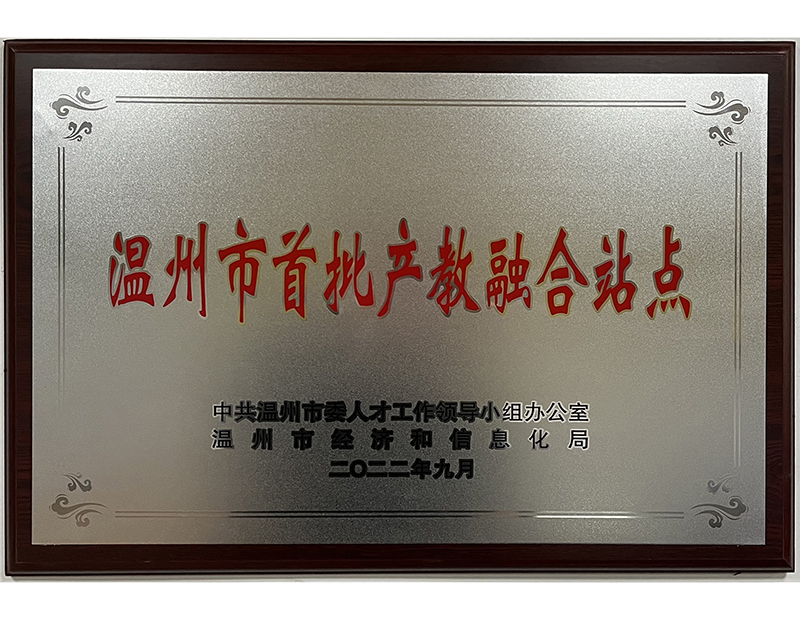 温州市首批产教融合站点
中共温州市委人才工作领导小组办公室
温州市经济和信息化局
二〇二二年九月